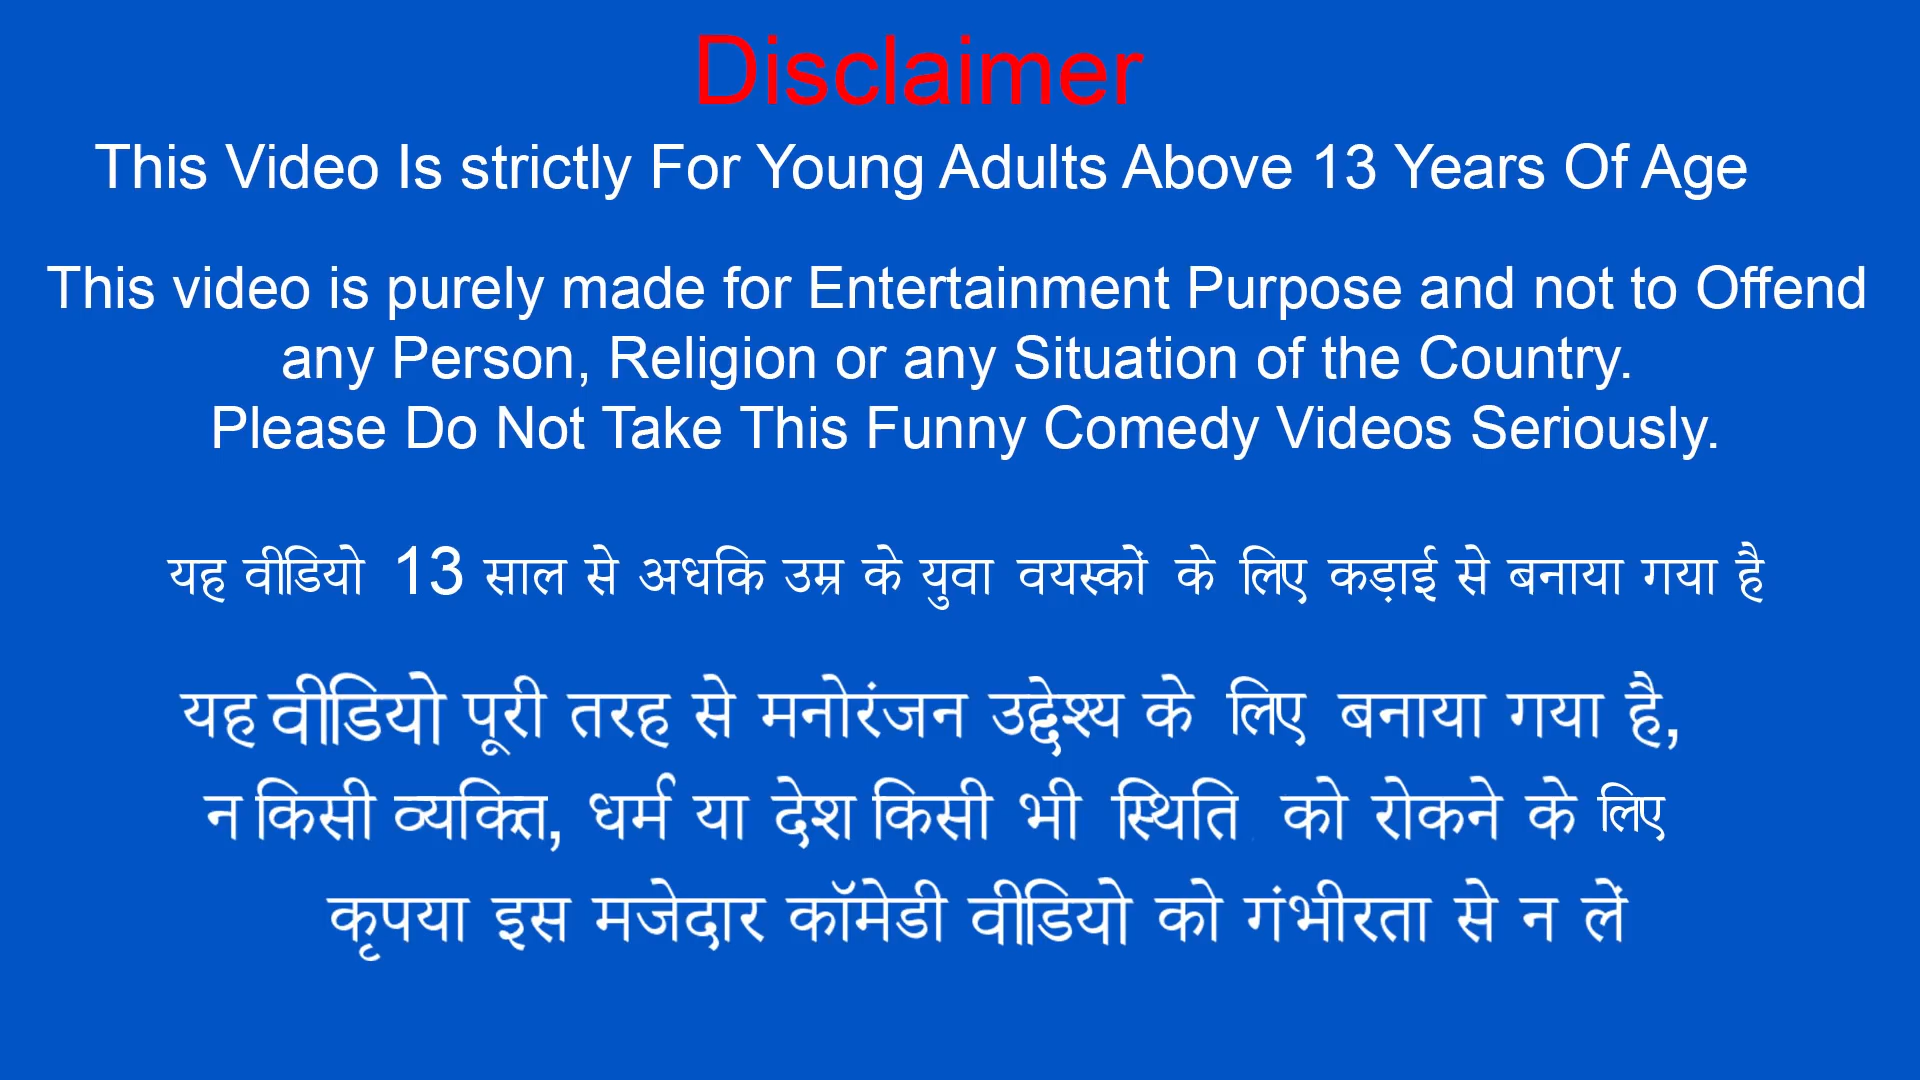 Disclaimer
This Video Is strictly For Young Adults Above 13 Years Of Age
This video is purely made for Entertainment Purpose and not to Offend
any Person, Religion or any Situation of the Country.
Please Do Not Take This Funny Comedy Videos Seriously.
यह वीडियो 13 साल से अधकि उम्र के युवा वयस्कों के लिए कड़ाई से बनाया गया है
यह वीडियो पूरी तरह से मनोरंजन उद्देश्य के लिए बनाया गया है,
न किसी व्यक्ति, धर्म या देश किसी भी स्थिति को रोकने के लिए
कृपया इस मजेदार कॉमेडी वीडियो को गंभीरता से न लें